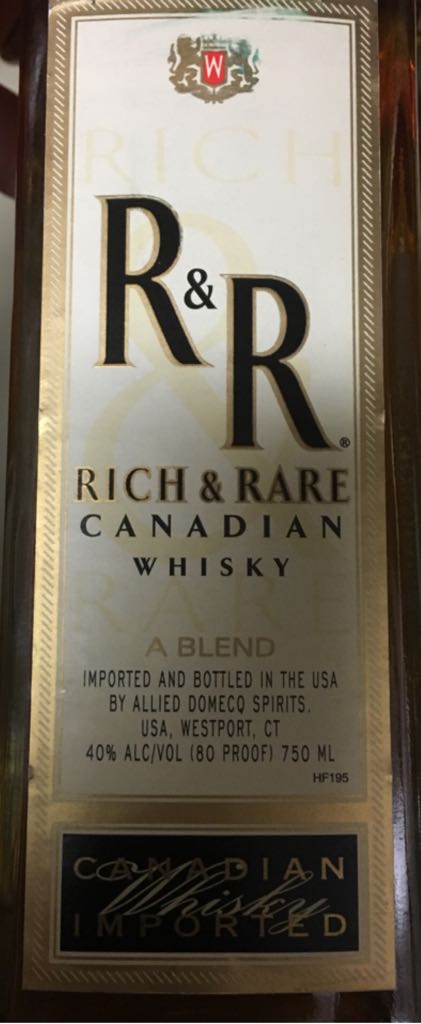 W
RICH
R&R®
RICH & RARE
CANADIAN
WHISKY
RARE
A BLEND
IMPORTED AND BOTTLED IN THE USA
BY ALLIED DOMECQ SPIRITS.
USA, WESTPORT, CT
40% ALC/VOL (80 PROOF) 750 ML
HF195
CANADIAN
Whisky
IMPORTED